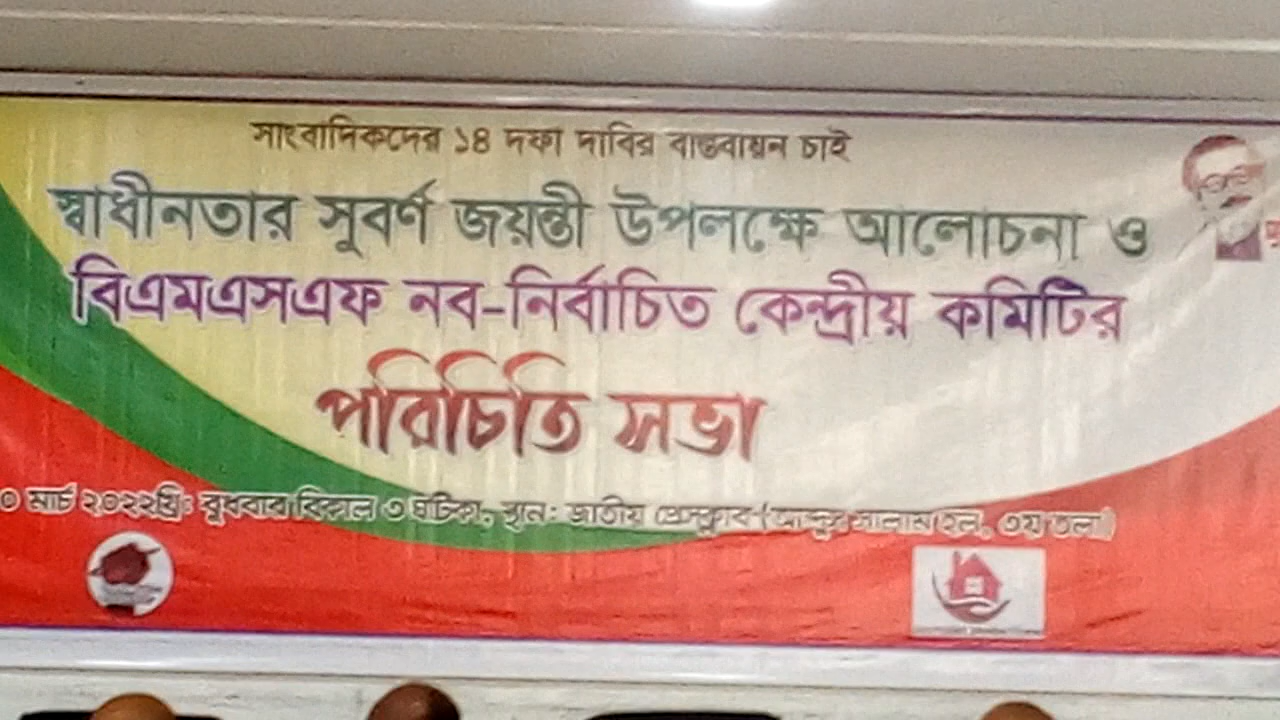 সাংবাদিকদের ১৪ দফা দাবির বাস্তবায়ন চাই
স্বাধীনতার সুবর্ণ জয়ন্তী উপলক্ষে আলোচনা ও
বিএমএসএফ নব-নির্বাচিত কেন্দ্রীয় কমিটির
পরিচিতি সভা
০ মার্চ ২০২২খ্রিঃ বুধবার বিকাল ৩ ঘটিকা, স্থান: জাতীয় প্রেসক্লাব (আব্দুস সালাম হল, ৩য় তলা)